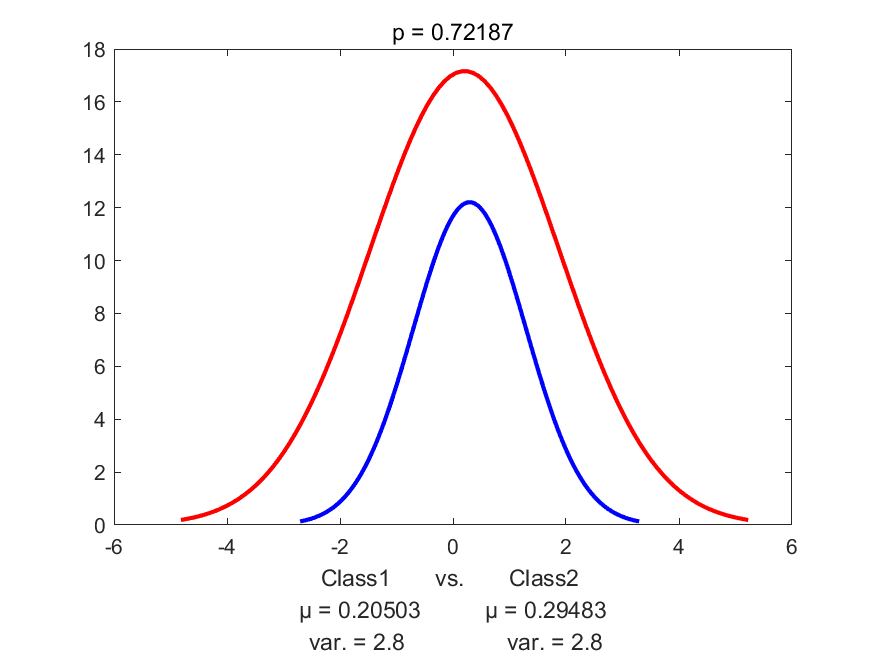 p = 0.72187
18
16
14
12
10
8
6
4
2
0
-6 -4 -2 0 2 4 6
Class1 vs. Class2
μ = 0.20503 μ = 0.29483
var. = 2.8 var. = 2.8